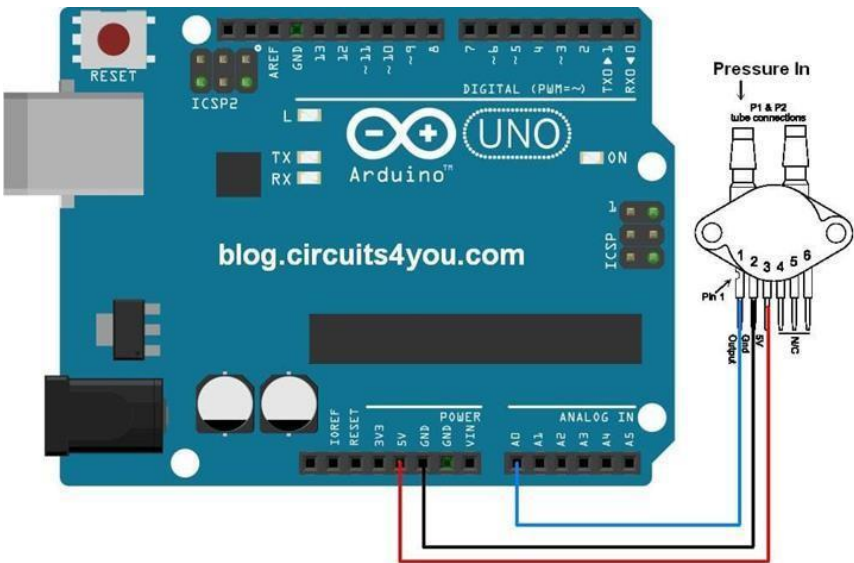 RESET
ICSP2
AREF
GND
13
12
~11
~10
~9
8
7
~6
~5
4
~3
2
TX0▶1
RX0◀0
DIGITAL (PWM=~)
L
TX
RX
UNO
Arduino™
ON
1
ICSP
blog.circuits4you.com
Pressure In
P1 & P2
tube connections
1 2 3 4 5 6
Pin 1
Output
Gnd
5V
N/C
POWER
ANALOG IN
IOREF
RESET
3V3
5V
GND
GND
VIN
A0
A1
A2
A3
A4
A5